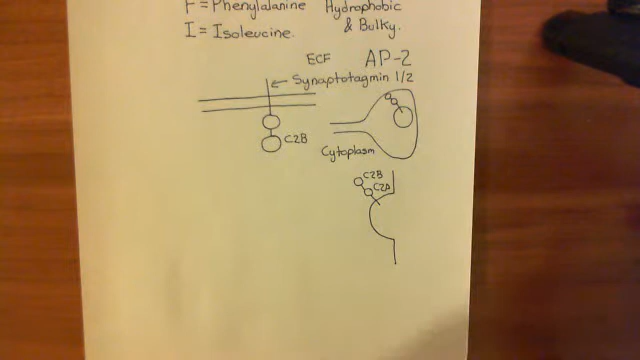 F = Phenylalanine Hydrophobic
I = Isoleucine. & Bulky.
ECF AP-2
Synaptotagmin 1/2
C2B
Cytoplasm
C2B
C2A